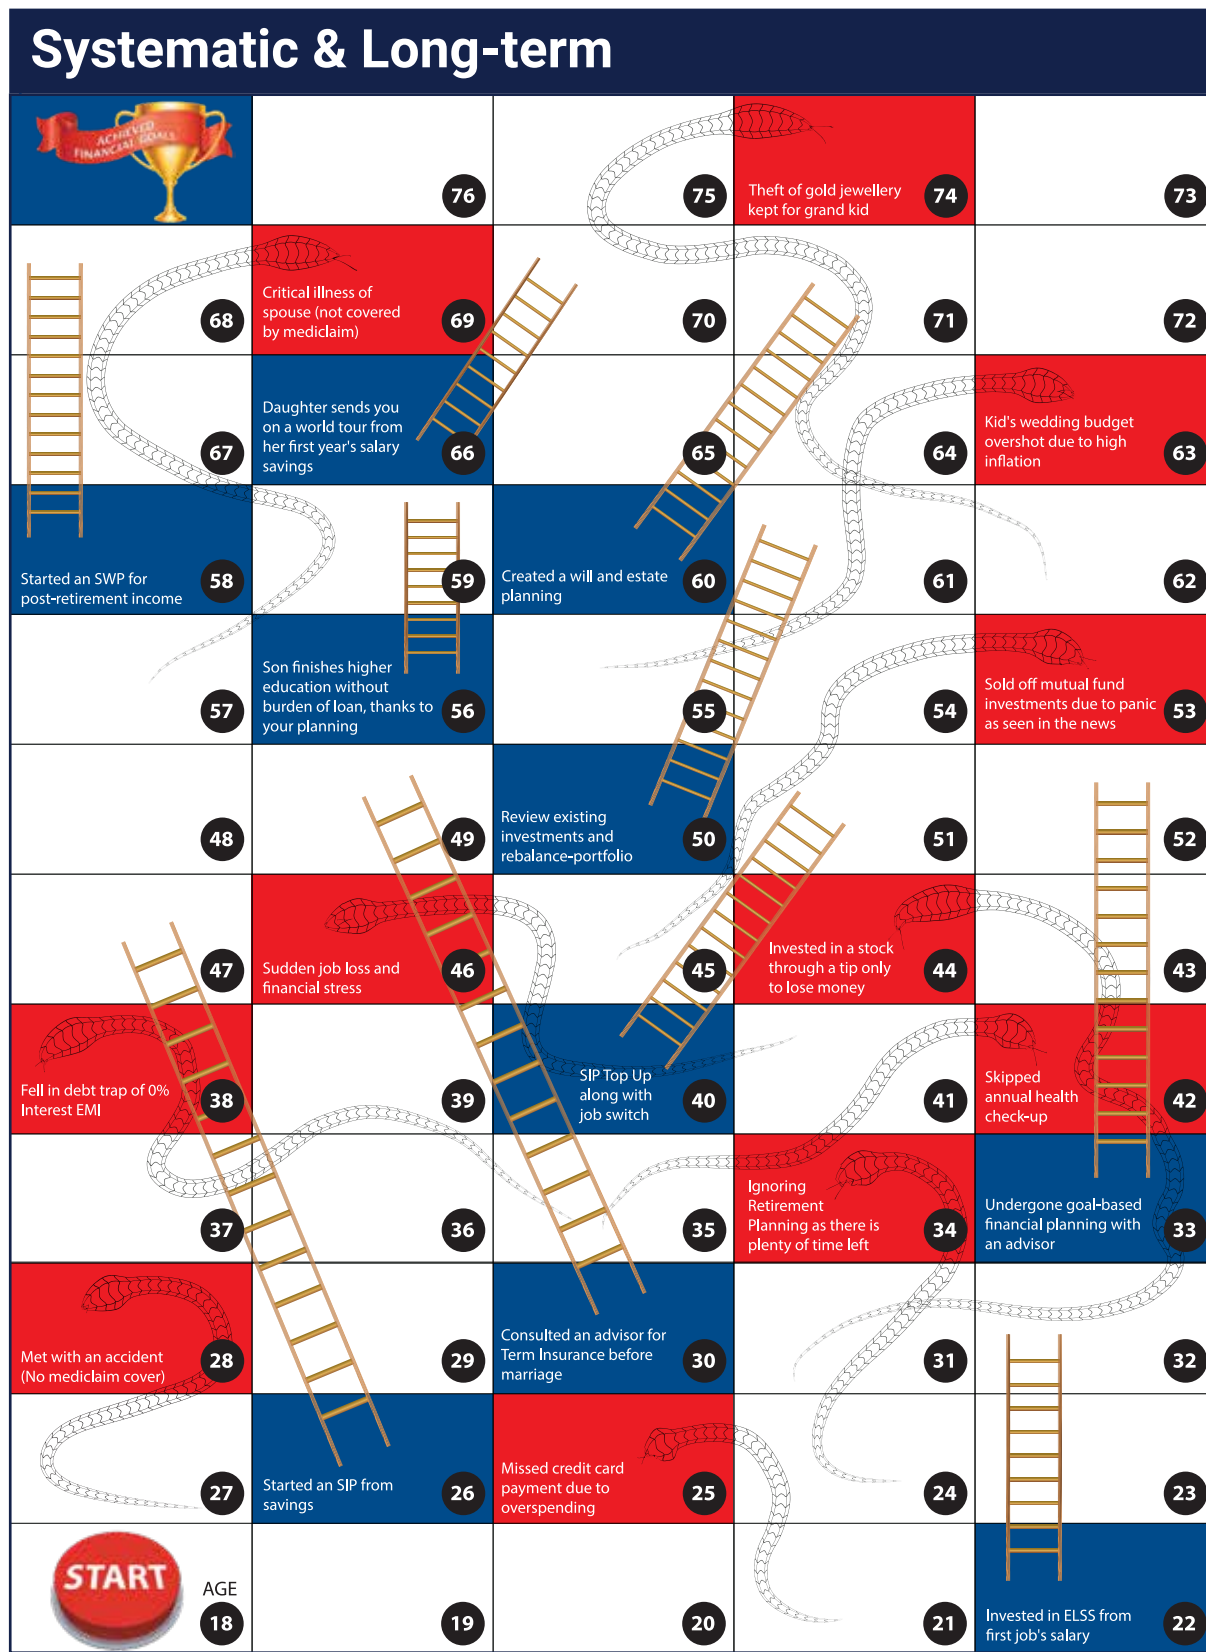 Systematic & Long-term
ACHIEVED
FINANCIAL GOALS
76
75
Theft of gold jewellery
kept for grand kid
74
73
68
Critical illness of
spouse (not covered
by mediclaim)
69
70
71
72
67
Daughter sends you
on a world tour from
her first year's salary
savings
66
65
64
Kid's wedding budget
overshot due to high
inflation
63
Started an SWP for
post-retirement income
58
59
Created a will and estate
planning
60
61
62
57
Son finishes higher
education without
burden of loan, thanks to
your planning
56
55
54
Sold off mutual fund
investments due to panic
as seen in the news
53
48
49
Review existing
investments and
rebalance-portfolio
50
51
52
47
Sudden job loss and
financial stress
46
45
Invested in a stock
through a tip only
to lose money
44
43
Fell in debt trap of 0%
Interest EMI
38
39
SIP Top Up
along with
job switch
40
41
Skipped
annual health
check-up
42
37
36
35
Ignoring
Retirement
Planning as there is
plenty of time left
34
Undergone goal-based
financial planning with
an advisor
33
Met with an accident
(No mediclaim cover)
28
29
Consulted an advisor for
Term Insurance before
marriage
30
31
32
27
Started an SIP from
savings
26
Missed credit card
payment due to
overspending
25
24
23
START
AGE
18
19
20
21
Invested in ELSS from
first job's salary
22